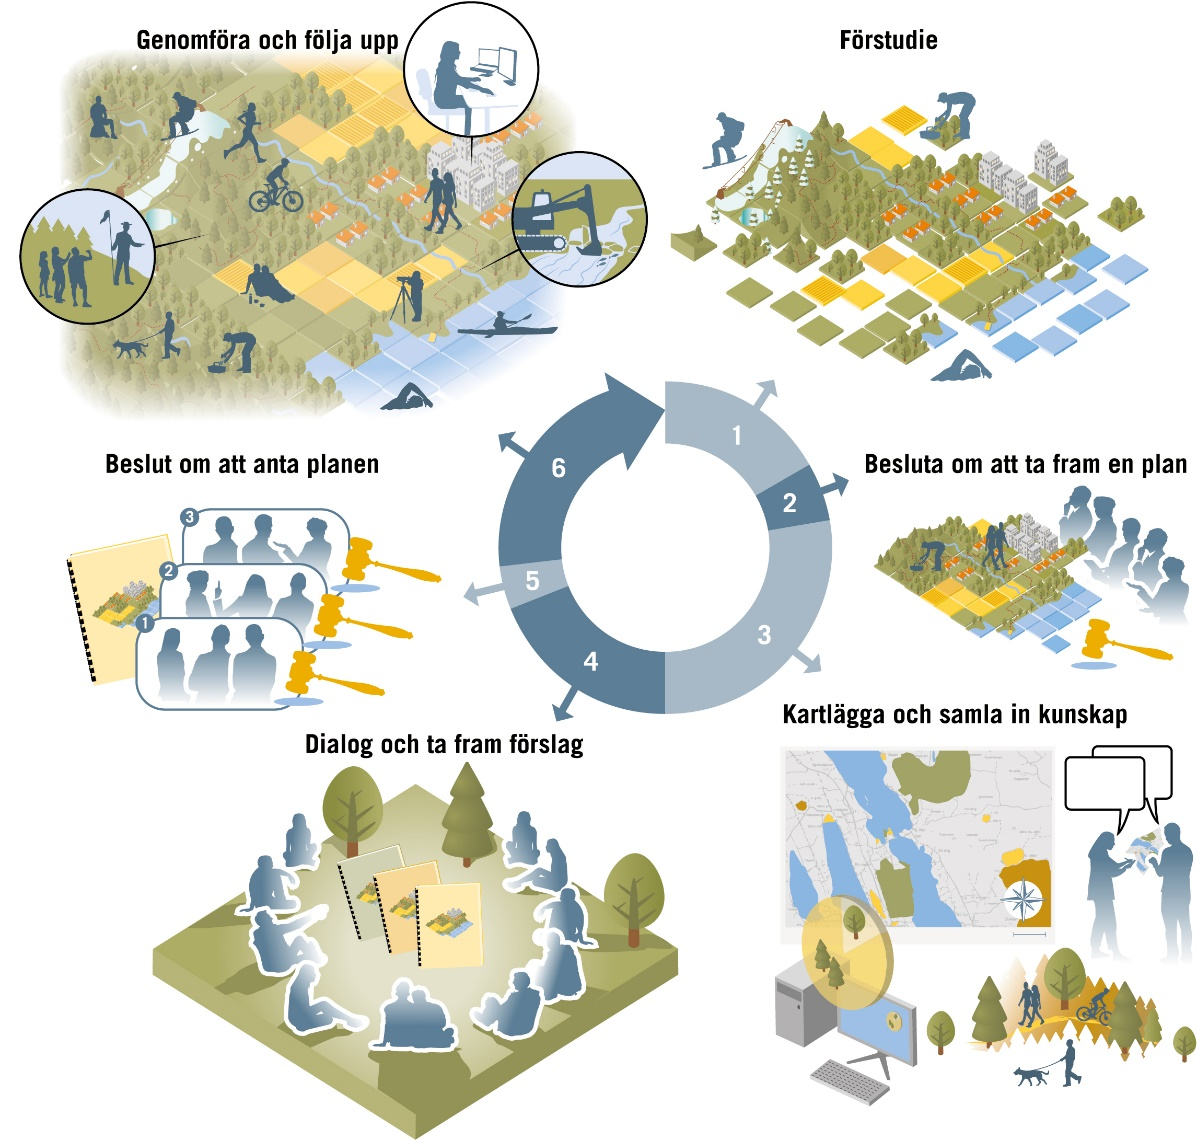 Genomföra och följa upp
Förstudie
1
6
Beslut om att anta planen
Besluta om att ta fram en plan
2
3
2
5
1
3
4
Kartlägga och samla in kunskap
Dialog och ta fram förslag